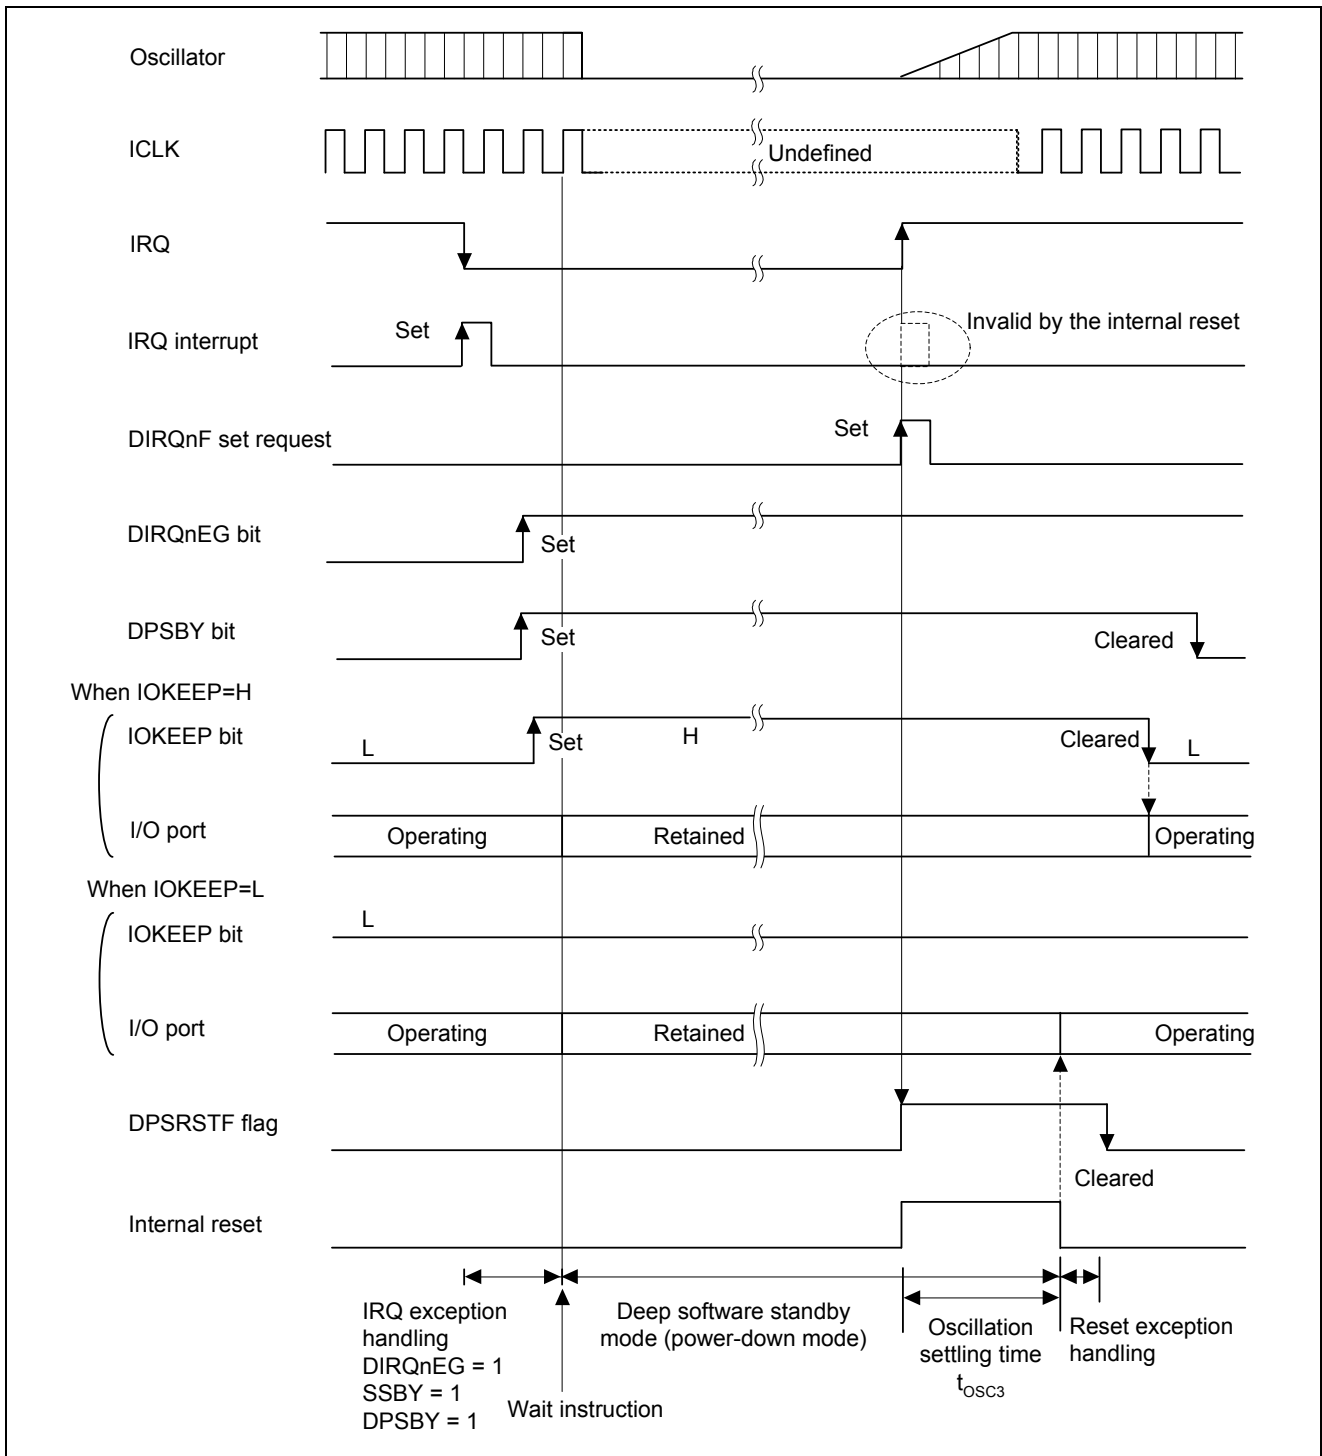 Oscillator
ICLK
Undefined
IRQ
IRQ interrupt
Set
Invalid by the internal reset
DIRQnF set request
Set
DIRQnEG bit
Set
DPSBY bit
Set
Cleared
When IOKEEP=H
IOKEEP bit
L
Set
H
Cleared
L
I/O port
Operating
Retained
Operating
When IOKEEP=L
IOKEEP bit
L
I/O port
Operating
Retained
Operating
DPSRSTF flag
Cleared
Internal reset
IRQ exception
handling
DIRQnEG = 1
SSBY = 1
DPSBY = 1
Wait instruction
Deep software standby
mode (power-down mode)
Oscillation
settling time
tOSC3
Reset exception
handling